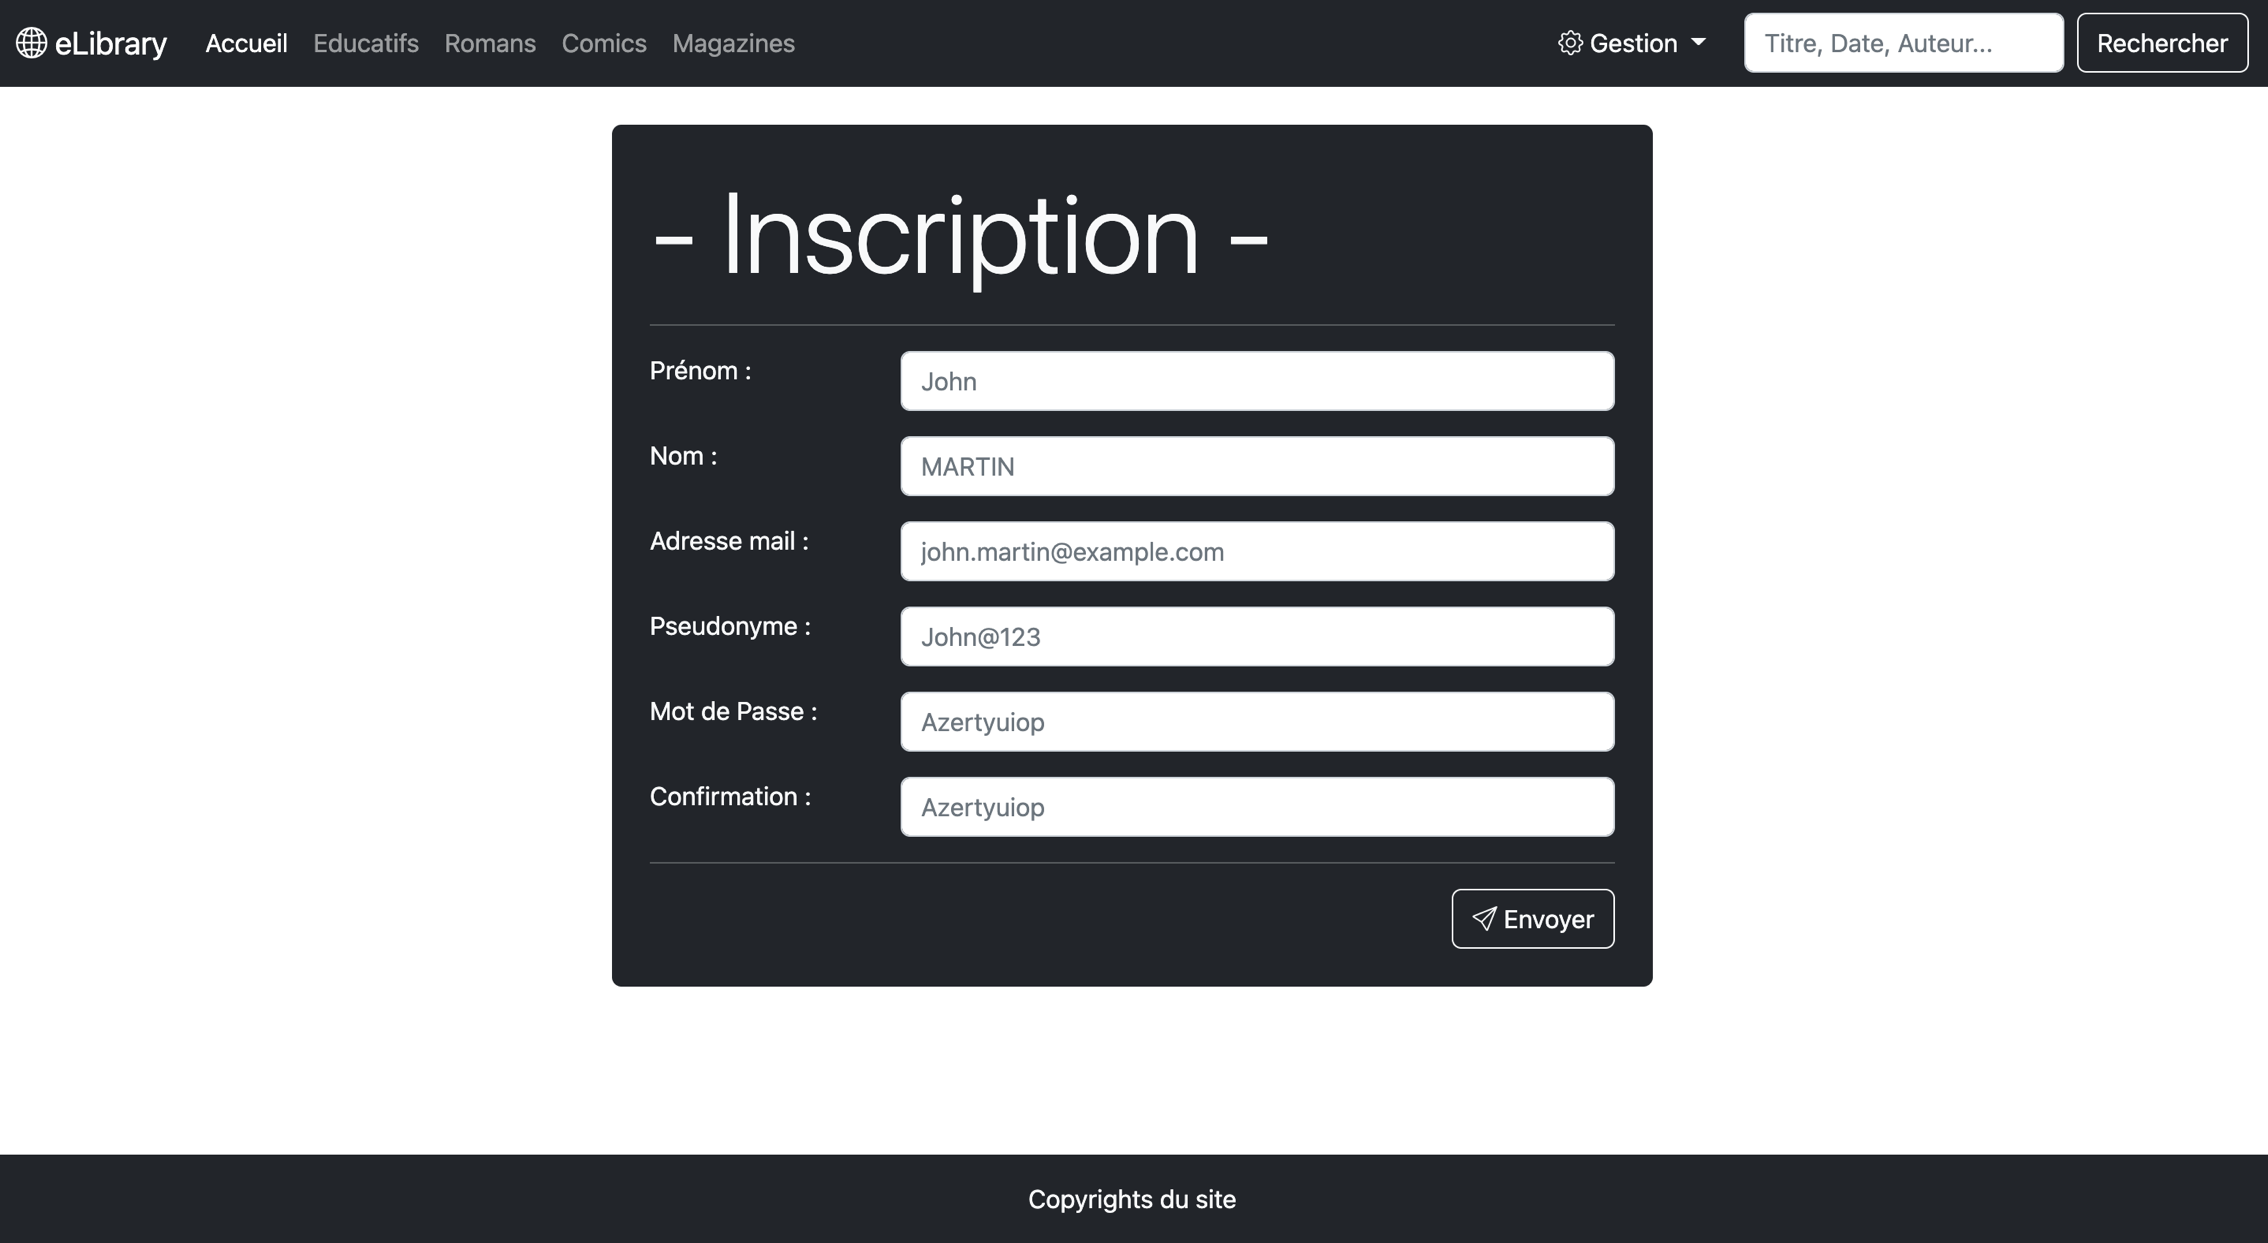 eLibrary Accueil Educatifs Romans Comics Magazines Gestion Titre, Date, Auteur... Rechercher
- Inscription -
Prénom : John
Nom : MARTIN
Adresse mail : john.martin@example.com
Pseudonyme : John@123
Mot de Passe : Azertyuiop
Confirmation : Azertyuiop
Envoyer
Copyrights du site